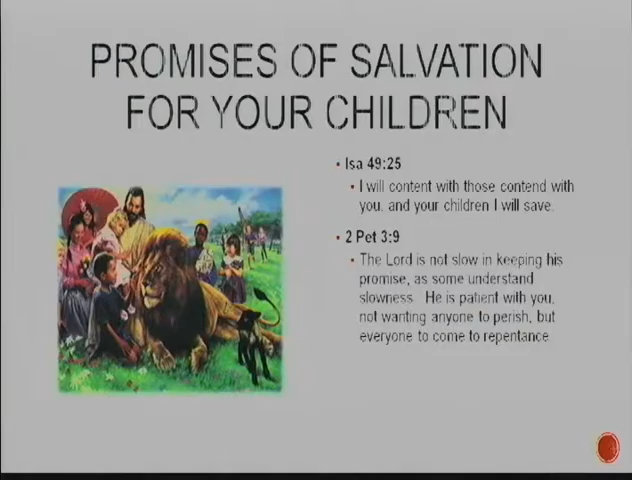 PROMISES OF SALVATION
FOR YOUR CHILDREN
Isa 49:25
I will content with those contend with
you, and your children I will save.
2 Pet 3:9
The Lord is not slow in keeping his
promise, as some understand
slowness. He is patient with you,
not wanting anyone to perish, but
everyone to come to repentance